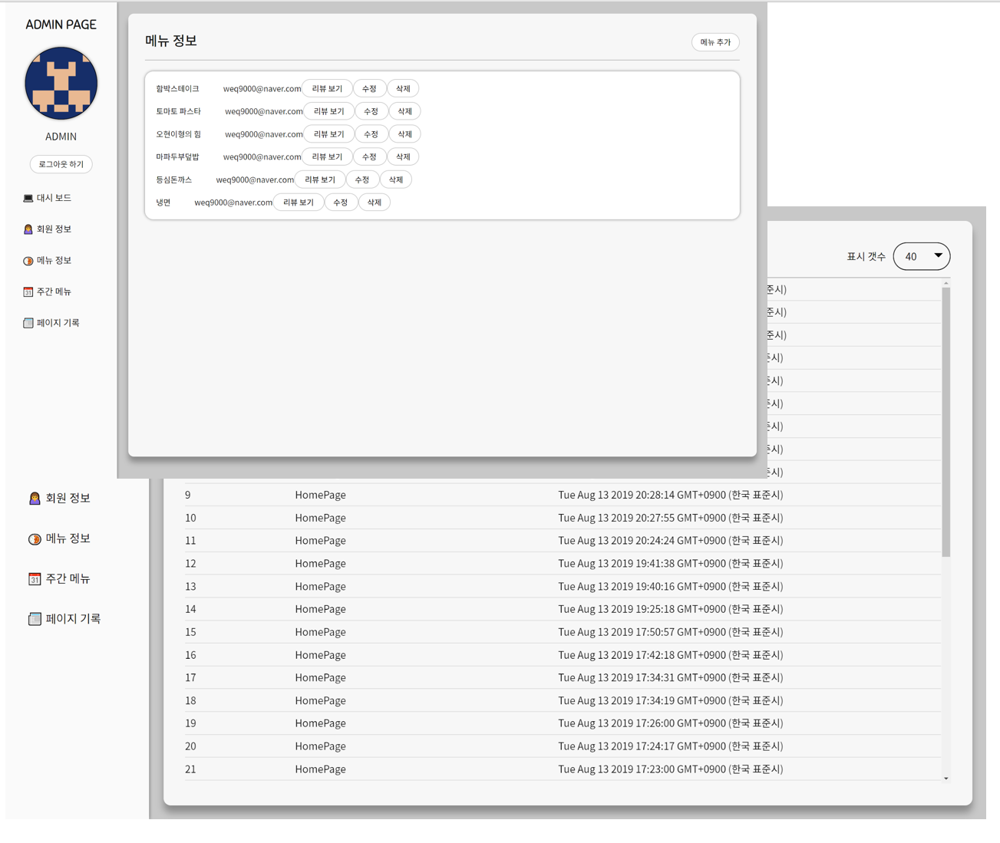 ADMIN PAGE
ADMIN
로그아웃 하기
대시 보드
회원 정보
메뉴 정보
주간 메뉴
페이지 기록
메뉴 정보
메뉴 추가
함박스테이크 weq9000@naver.com 리뷰 보기 수정 삭제
토마토 파스타 weq9000@naver.com 리뷰 보기 수정 삭제
오현이형의 힘 weq9000@naver.com 리뷰 보기 수정 삭제
마파두부덮밥 weq9000@naver.com 리뷰 보기 수정 삭제
등심돈까스 weq9000@naver.com 리뷰 보기 수정 삭제
냉면 weq9000@naver.com 리뷰 보기 수정 삭제
표시 갯수 40
준시)
준시)
준시)
준시)
준시)
준시)
준시)
준시)
준시)
회원 정보
메뉴 정보
주간 메뉴
페이지 기록
9 HomePage Tue Aug 13 2019 20:28:14 GMT+0900 (한국 표준시)
10 HomePage Tue Aug 13 2019 20:27:55 GMT+0900 (한국 표준시)
11 HomePage Tue Aug 13 2019 20:24:24 GMT+0900 (한국 표준시)
12 HomePage Tue Aug 13 2019 19:41:38 GMT+0900 (한국 표준시)
13 HomePage Tue Aug 13 2019 19:40:16 GMT+0900 (한국 표준시)
14 HomePage Tue Aug 13 2019 19:25:18 GMT+0900 (한국 표준시)
15 HomePage Tue Aug 13 2019 17:50:57 GMT+0900 (한국 표준시)
16 HomePage Tue Aug 13 2019 17:42:18 GMT+0900 (한국 표준시)
17 HomePage Tue Aug 13 2019 17:34:31 GMT+0900 (한국 표준시)
18 HomePage Tue Aug 13 2019 17:34:19 GMT+0900 (한국 표준시)
19 HomePage Tue Aug 13 2019 17:26:00 GMT+0900 (한국 표준시)
20 HomePage Tue Aug 13 2019 17:24:17 GMT+0900 (한국 표준시)
21 HomePage Tue Aug 13 2019 17:23:00 GMT+0900 (한국 표준시)